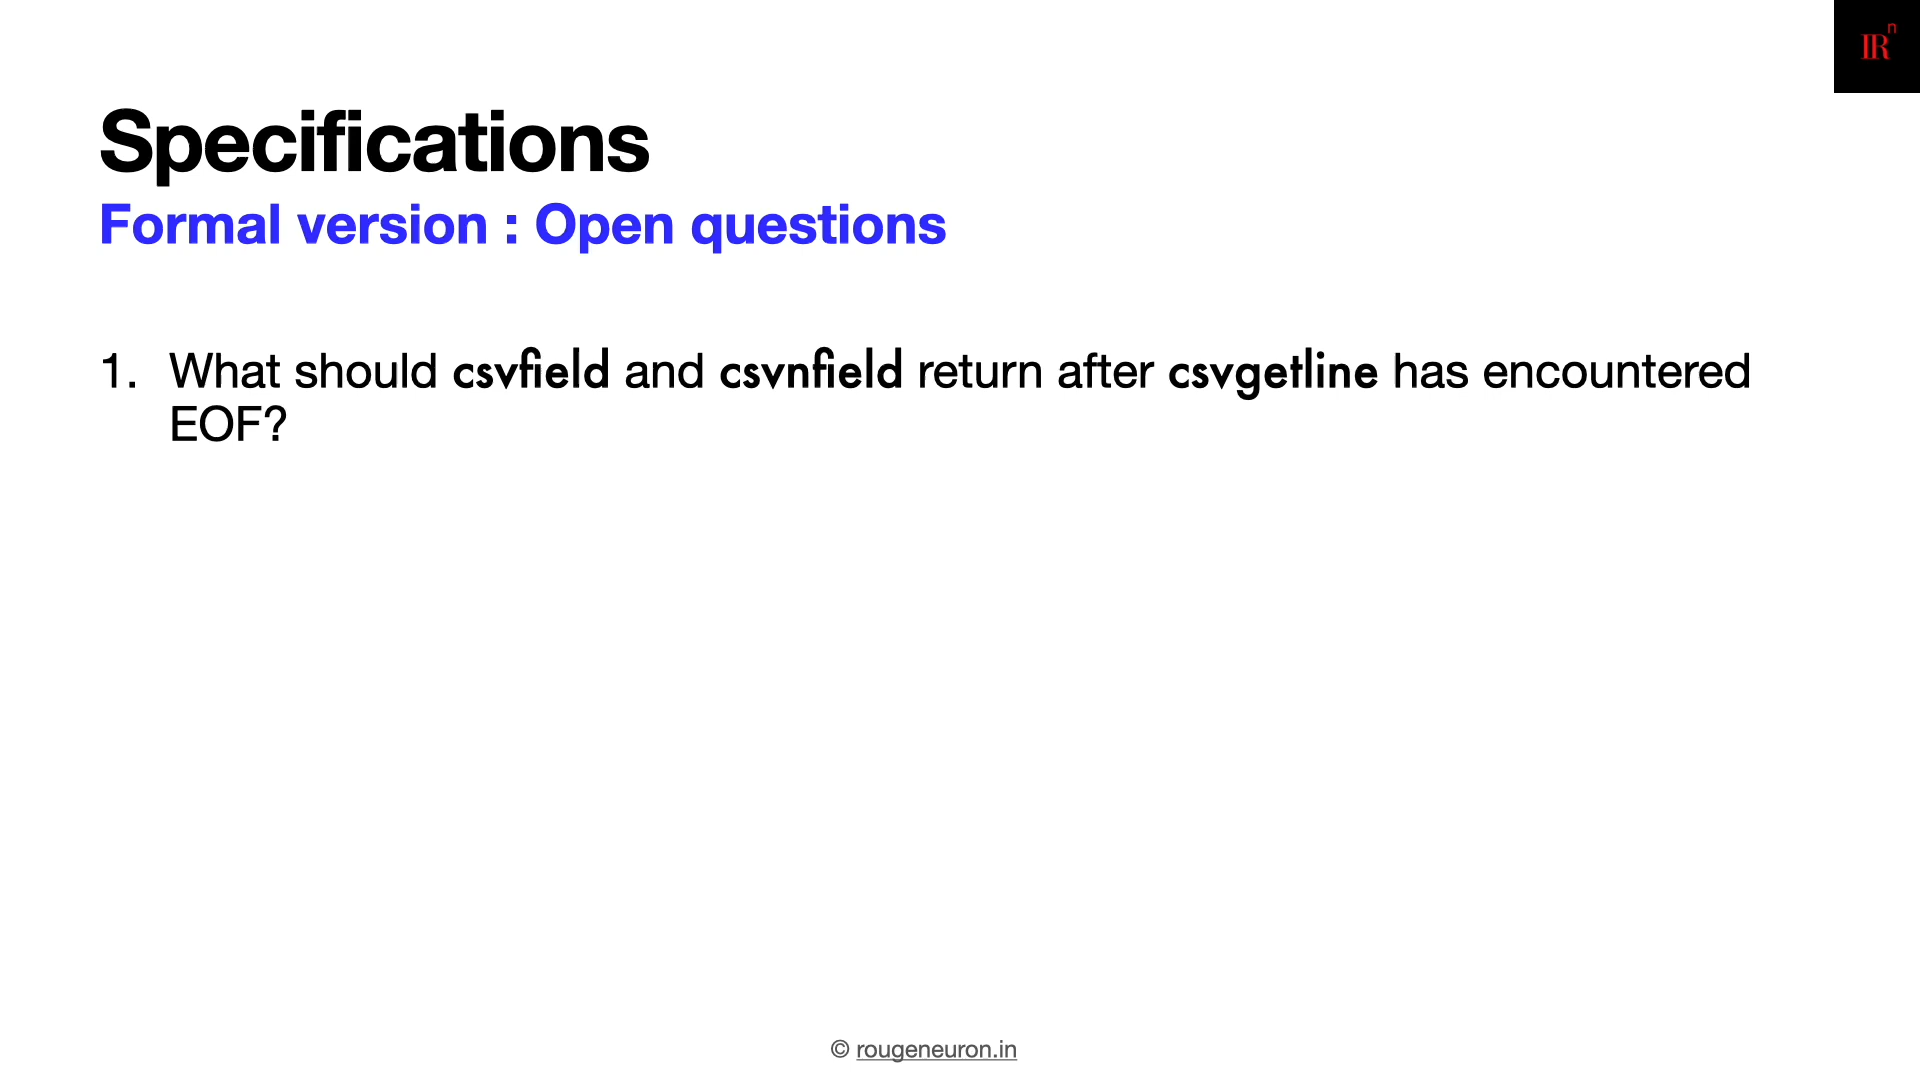 IR n
Specifications
Formal version : Open questions
1. What should csvfield and csvnfield return after csvgetline has encountered
EOF?
© rougeneuron.in